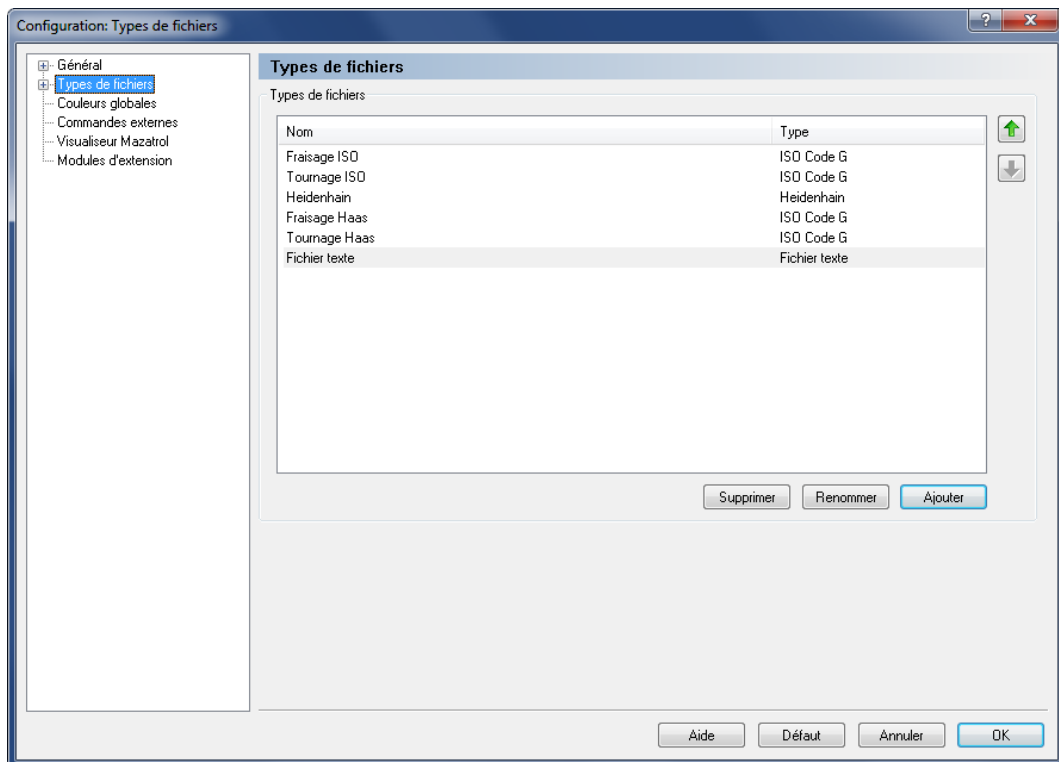 Configuration: Types de fichiers
Général
Types de fichiers
Couleurs globales
Commandes externes
Visualiseur Mazatrol
Modules d'extension
Types de fichiers
Types de fichiers
Nom Type
Fraisage ISO ISO Code G
Tournage ISO ISO Code G
Heidenhain Heidenhain
Fraisage Haas ISO Code G
Tournage Haas ISO Code G
Fichier texte Fichier texte
Supprimer Renommer Ajouter
Aide Défaut Annuler OK